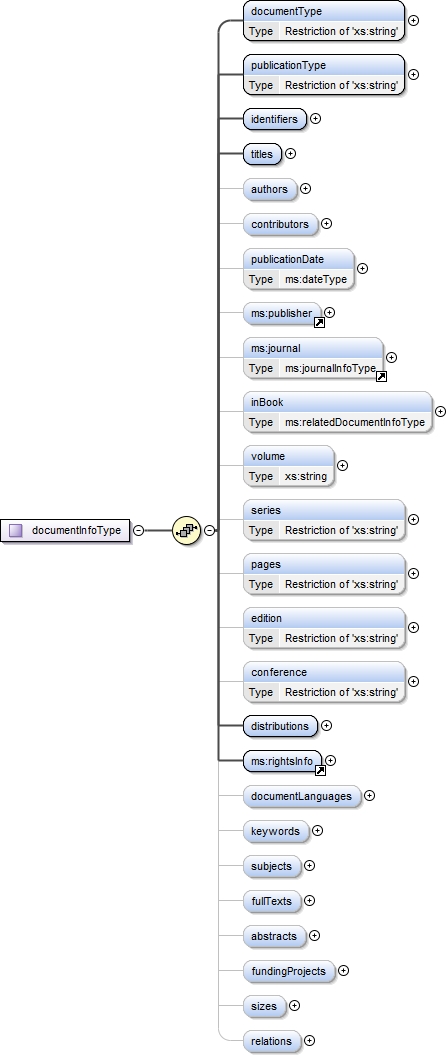 documentType
Type Restriction of 'xs:string'
publicationType
Type Restriction of 'xs:string'
identifiers
titles
authors
contributors
publicationDate
Type ms:dateType
ms:publisher
ms:journal
Type ms:journalInfoType
inBook
Type ms:relatedDocumentInfoType
volume
Type xs:string
series
Type Restriction of 'xs:string'
documentInfoType
pages
Type Restriction of 'xs:string'
edition
Type Restriction of 'xs:string'
conference
Type Restriction of 'xs:string'
distributions
ms:rightsInfo
documentLanguages
keywords
subjects
fullTexts
abstracts
fundingProjects
sizes
relations